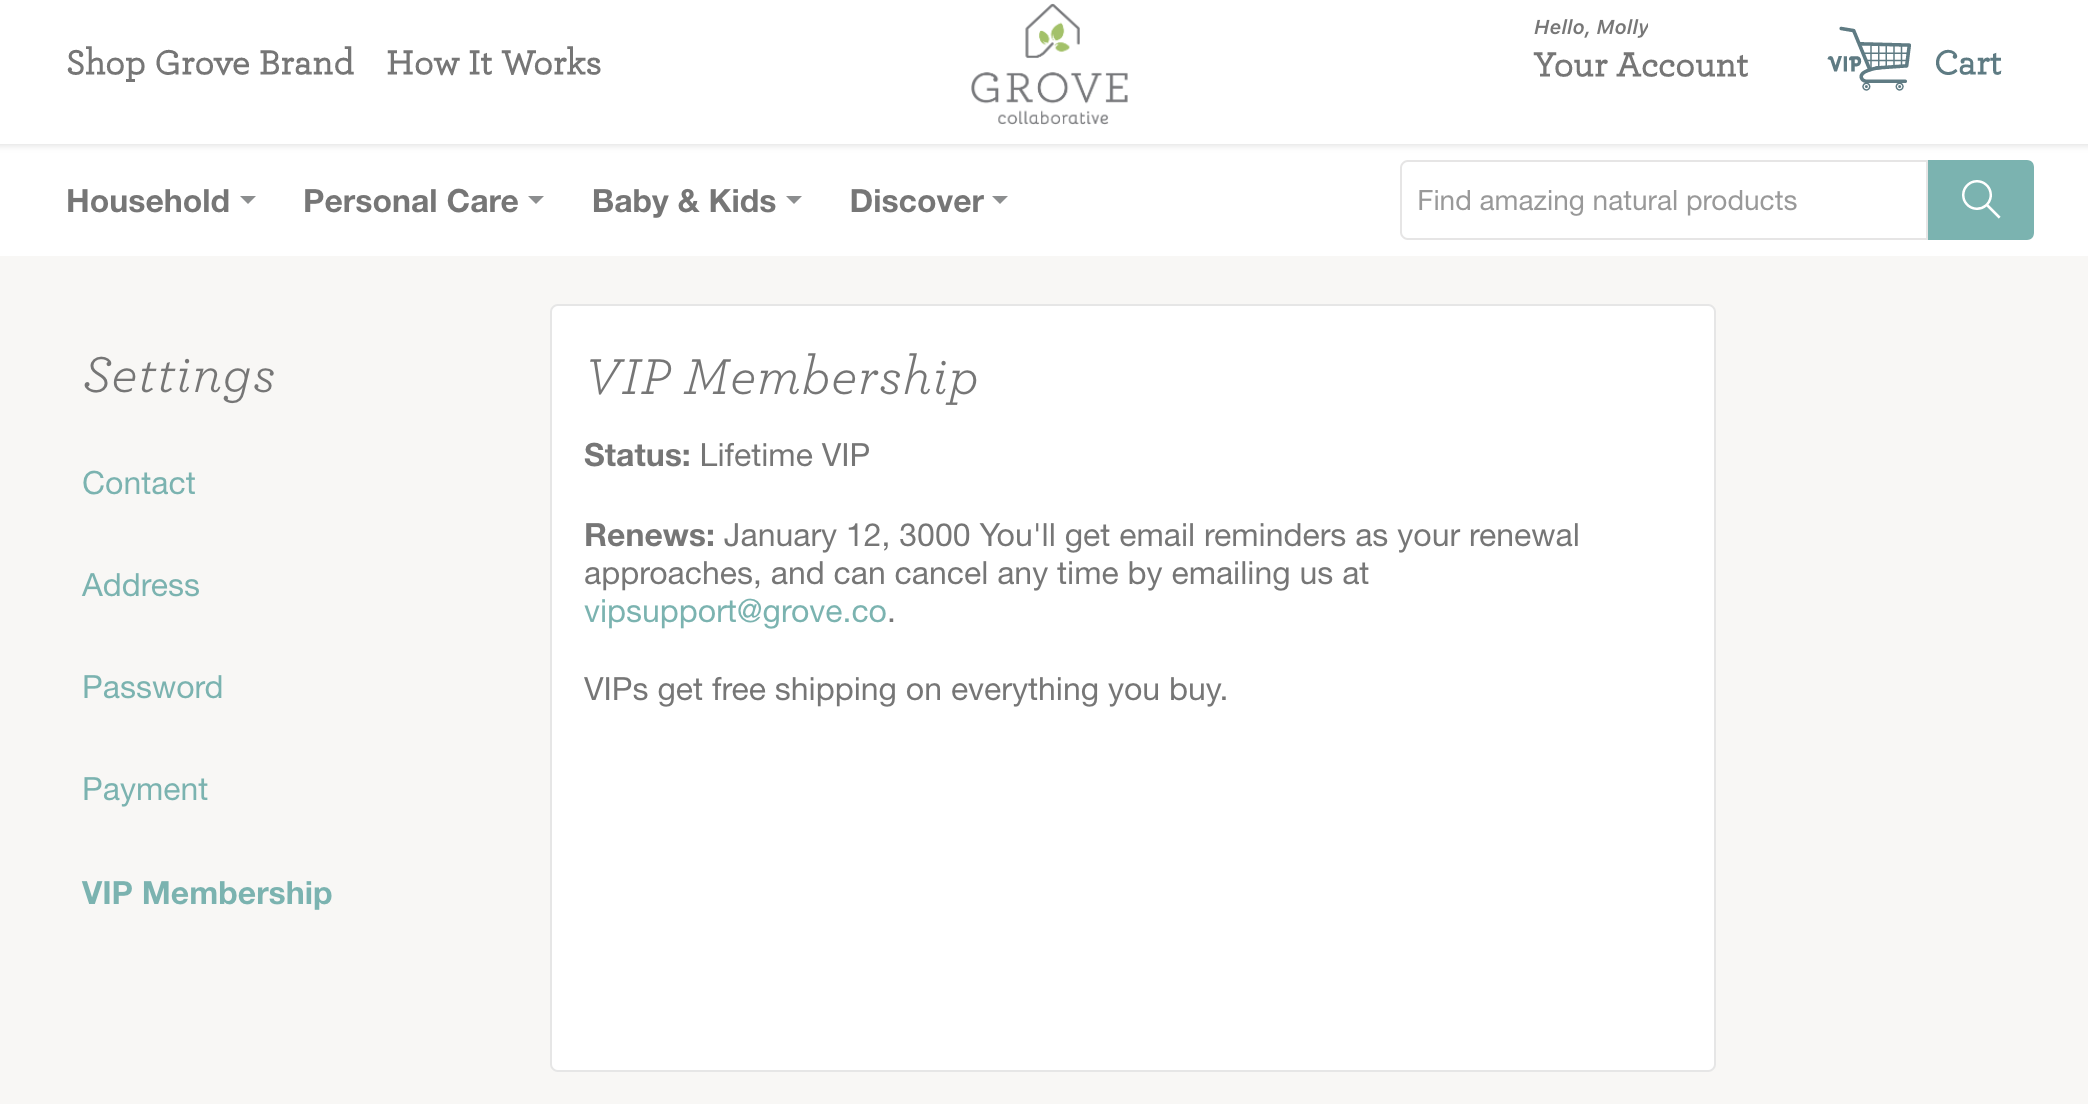 Shop Grove Brand
How It Works
GROVE
collaborative
Hello, Molly
Your Account
VIP
Cart
Household
Personal Care
Baby & Kids
Discover
Find amazing natural products
Settings
Contact
Address
Password
Payment
VIP Membership
VIP Membership
Status: Lifetime VIP
Renews: January 12, 3000 You'll get email reminders as your renewal
approaches, and can cancel any time by emailing us at
vipsupport@grove.co.
VIPs get free shipping on everything you buy.